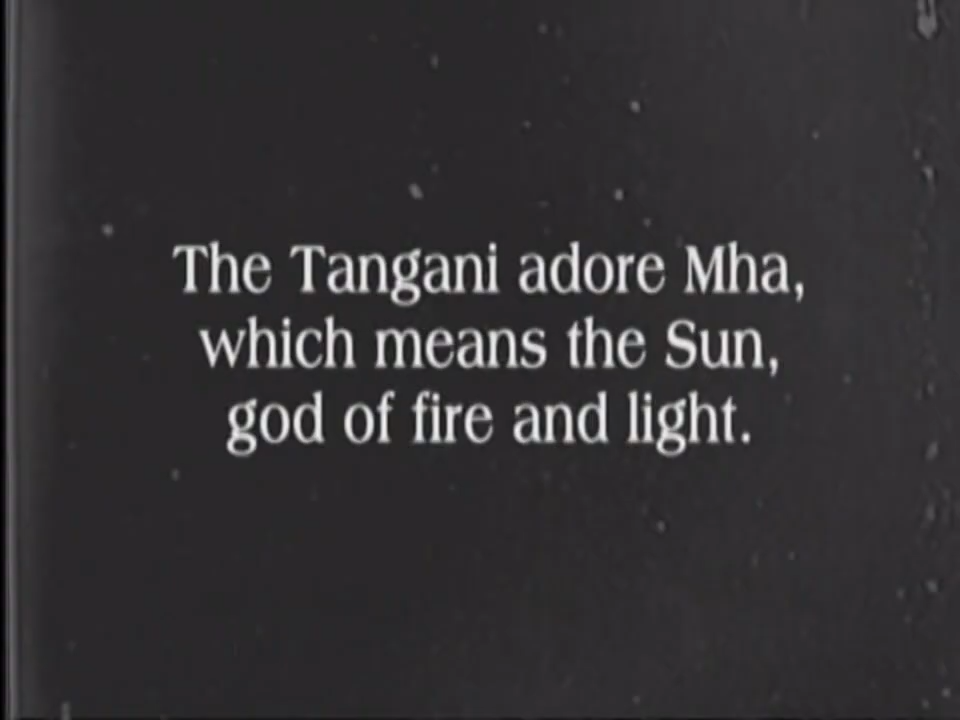 The Tangani adore Mha,
which means the Sun,
god of fire and light.